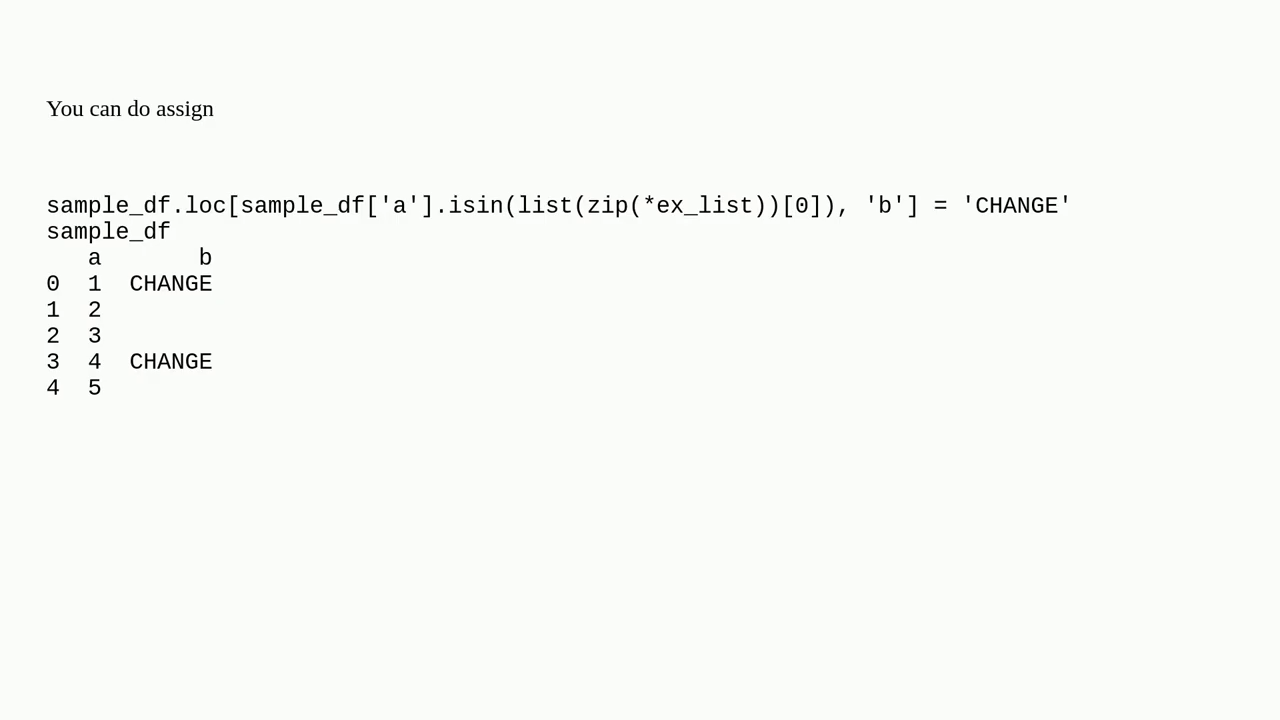 You can do assign
sample_df.loc[sample_df['a'].isin(list(zip(*ex_list))[0]), 'b'] = 'CHANGE'
sample_df
   a       b
0  1  CHANGE
1  2
2  3
3  4  CHANGE
4  5